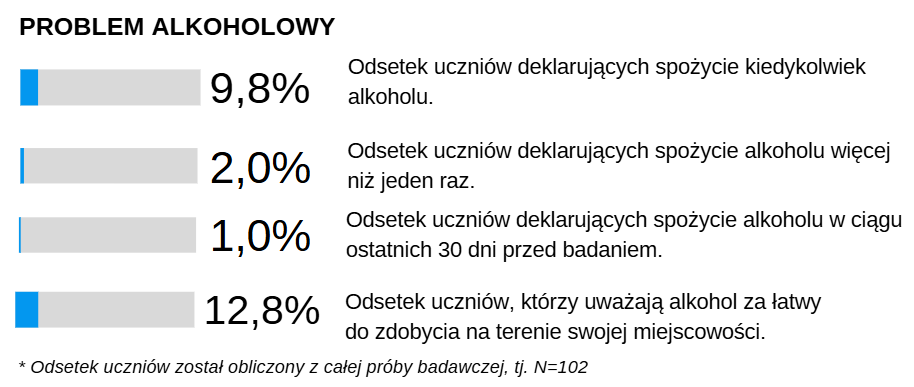 PROBLEM ALKOHOLOWY
9,8%
Odsetek uczniów deklarujących spożycie kiedykolwiek
alkoholu.
2,0%
Odsetek uczniów deklarujących spożycie alkoholu więcej
niż jeden raz.
1,0%
Odsetek uczniów deklarujących spożycie alkoholu w ciągu
ostatnich 30 dni przed badaniem.
12,8%
Odsetek uczniów, którzy uważają alkohol za łatwy
do zdobycia na terenie swojej miejscowości.
* Odsetek uczniów został obliczony z całej próby badawczej, tj. N=102